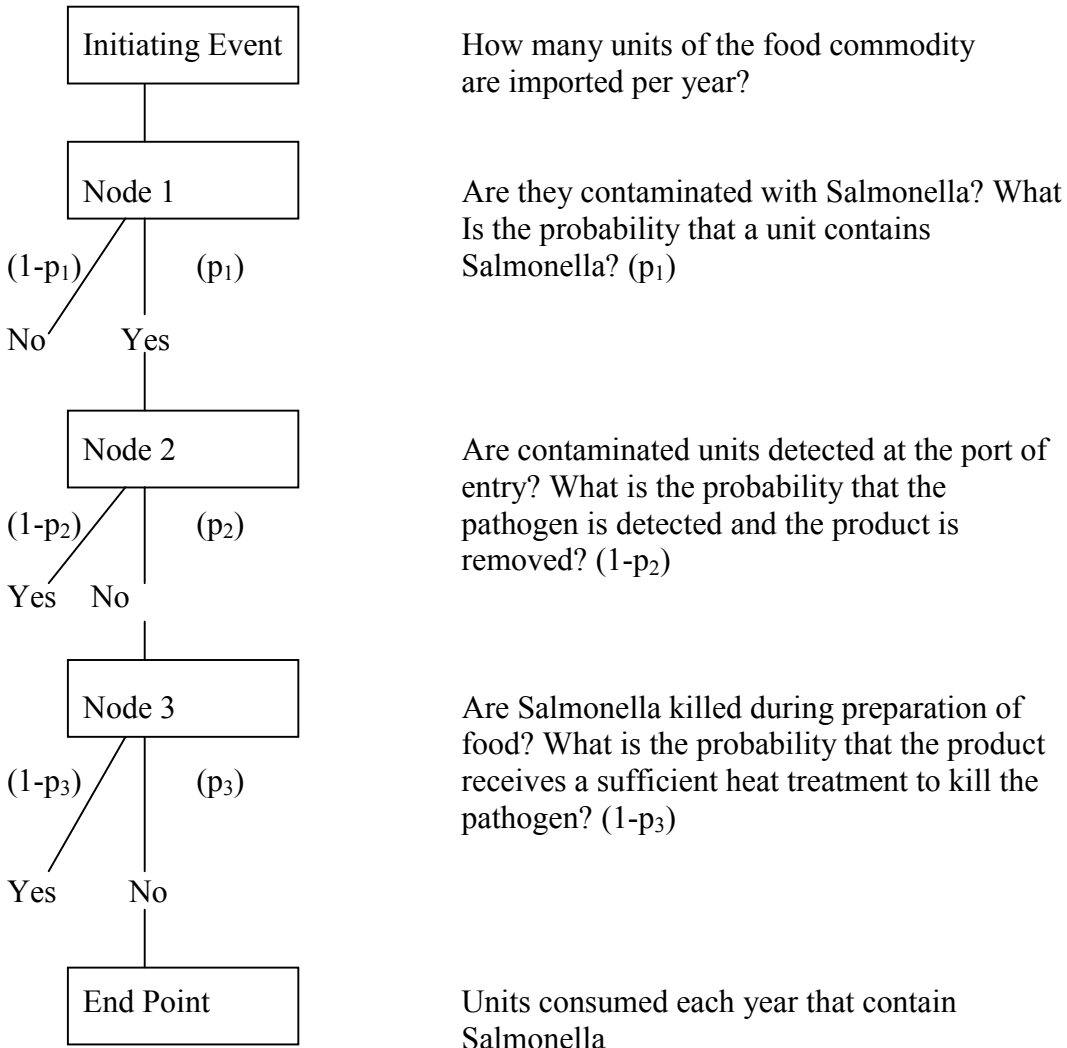 Initiating Event
How many units of the food commodity
are imported per year?
Node 1
Are they contaminated with Salmonella? What
Is the probability that a unit contains
Salmonella? (p₁)
(1-p₁)
(p₁)
No
Yes
Node 2
Are contaminated units detected at the port of
entry? What is the probability that the
pathogen is detected and the product is
removed? (1-p₂)
(1-p₂)
(p₂)
Yes
No
Node 3
Are Salmonella killed during preparation of
food? What is the probability that the product
receives a sufficient heat treatment to kill the
pathogen? (1-p₃)
(1-p₃)
(p₃)
Yes
No
End Point
Units consumed each year that contain
Salmonella